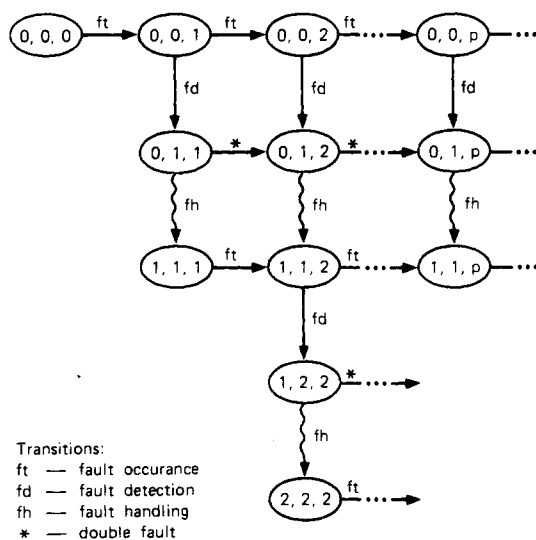 ft ft ft
0, 0, 0 0, 0, 1 0, 0, 2 0, 0, p
fd fd fd
* *
0, 1, 1 0, 1, 2 0, 1, p
fh fh fh
ft ft
1, 1, 1 1, 1, 2 1, 1, p
fd
*
1, 2, 2
fh
ft
2, 2, 2
Transitions:
ft — fault occurance
fd — fault detection
fh — fault handling
* — double fault